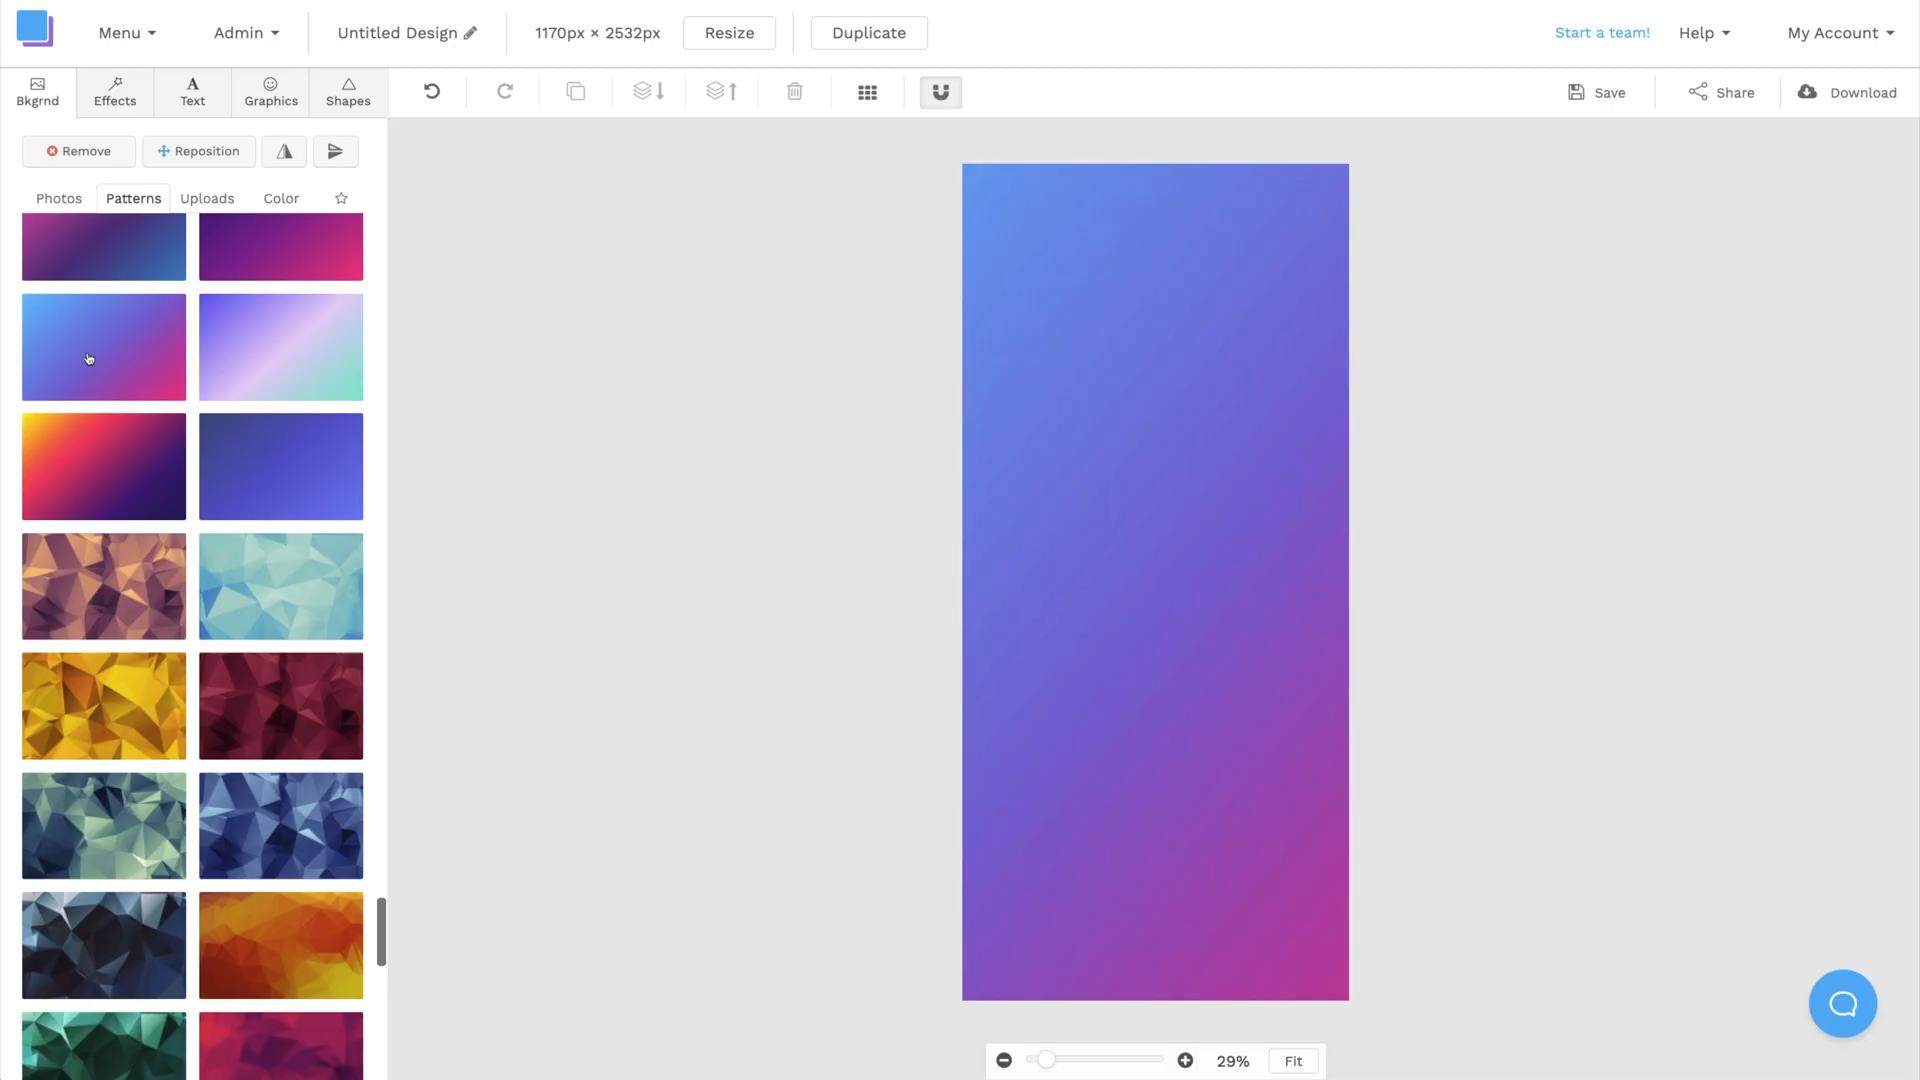 Menu Admin Untitled Design 1170px × 2532px Resize Duplicate Start a team! Help My Account
Bkgrnd Effects Text Graphics Shapes Save Share Download
Remove Reposition
Photos Patterns Uploads Color
29% Fit